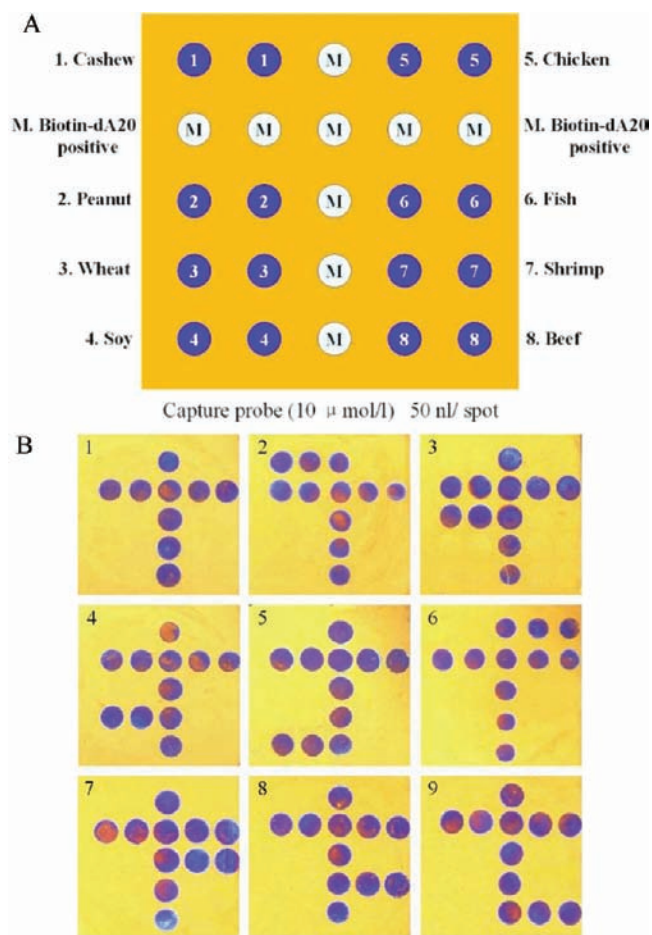 A
1. Cashew 1 1 M 5 5 5. Chicken
M. Biotin-dA20 positive M M M M M M. Biotin-dA20 positive
2. Peanut 2 2 M 6 6 6. Fish
3. Wheat 3 3 M 7 7 7. Shrimp
4. Soy 4 4 M 8 8 8. Beef
Capture probe (10 μ mol/l) 50 nl/ spot
B
1 2 3
4 5 6
7 8 9